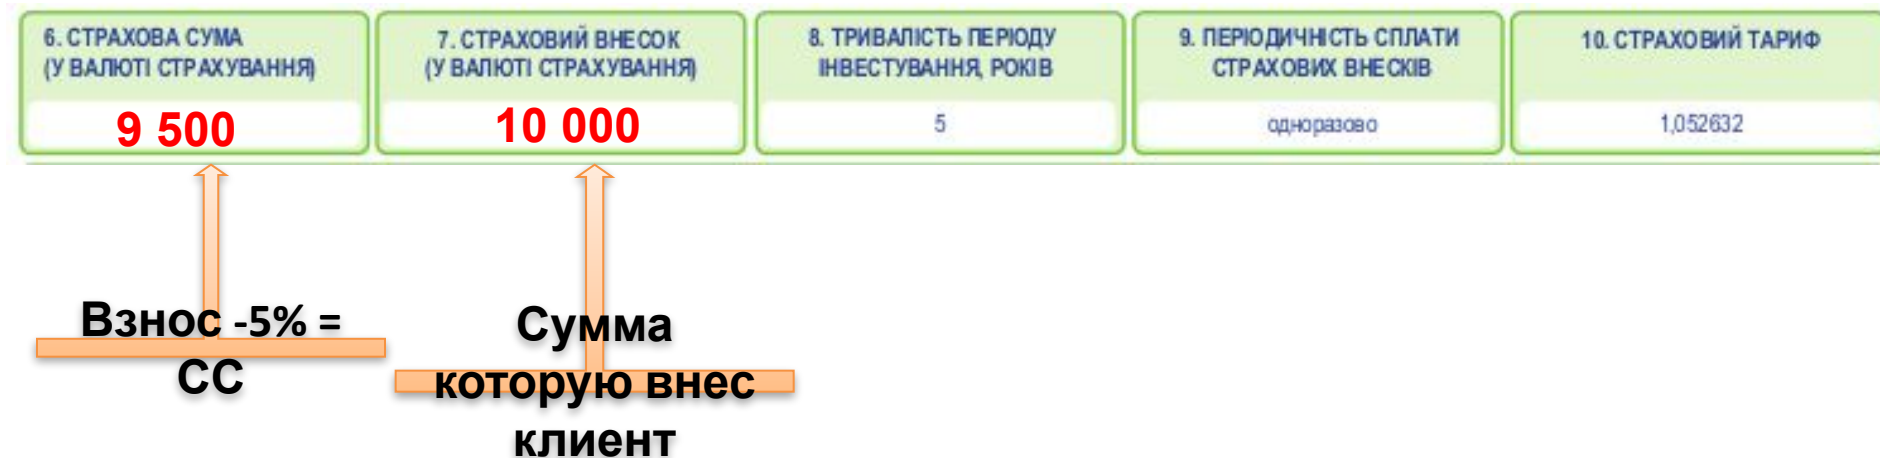 6. СТРАХОВА СУМА
(У ВАЛЮТІ СТРАХУВАННЯ)
9 500
7. СТРАХОВИЙ ВНЕСОК
(У ВАЛЮТІ СТРАХУВАННЯ)
10 000
8. ТРИВАЛІСТЬ ПЕРІОДУ
ІНВЕСТУВАННЯ, РОКІВ
5
9. ПЕРІОДИЧНІСТЬ СПЛАТИ
СТРАХОВИХ ВНЕСКІВ
одноразово
10. СТРАХОВИЙ ТАРИФ
1,052632
Взнос -5% =
СС
Сумма
которую внес
клиент